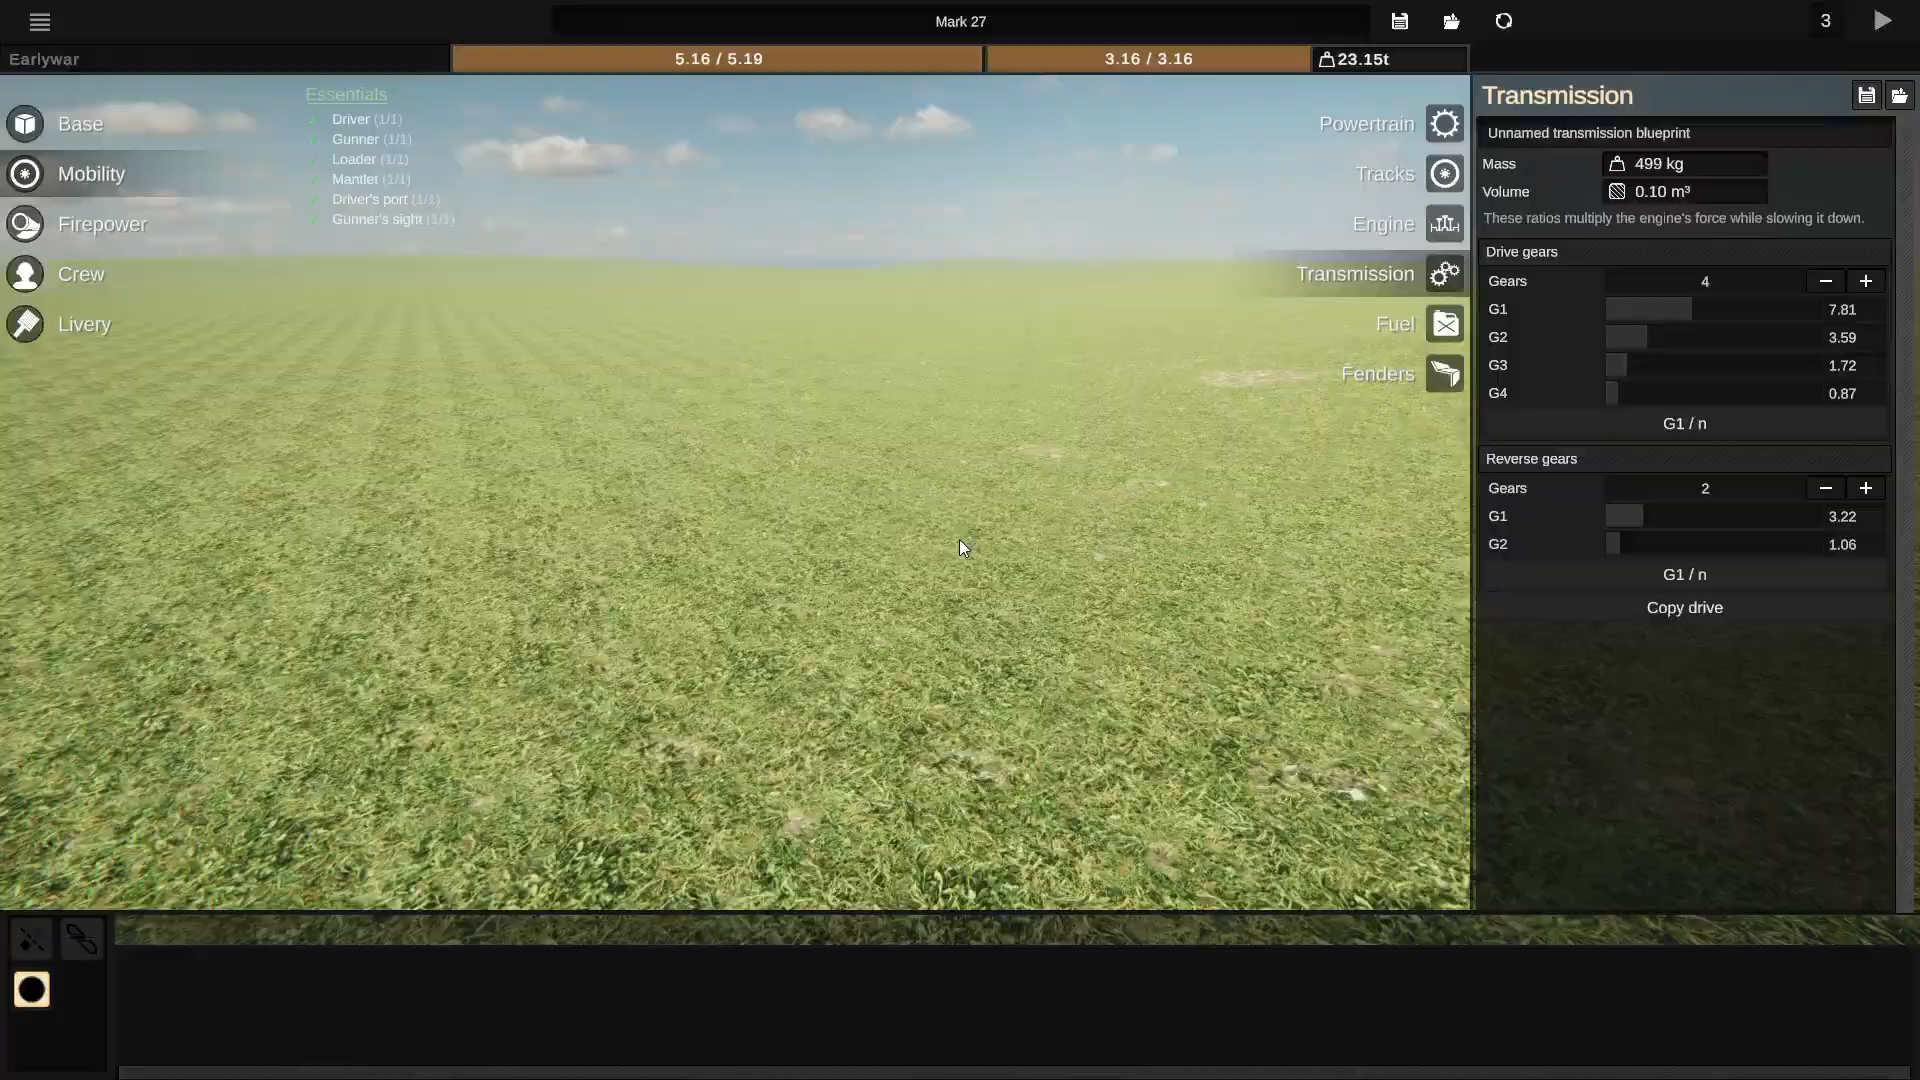 Mark 27
3
Earlywar
5.16 / 5.19
3.16 / 3.16
23.15t
Base
Mobility
Firepower
Crew
Livery
Essentials
Driver (1/1)
Gunner (1/1)
Loader (1/1)
Mantlet (1/1)
Driver's port (1/1)
Gunner's sight (1/1)
Powertrain
Tracks
Engine
Transmission
Fuel
Fenders
Transmission
Unnamed transmission blueprint
Mass 499 kg
Volume 0.10 m³
These ratios multiply the engine's force while slowing it down.
Drive gears
Gears 4 − +
G1 7.81
G2 3.59
G3 1.72
G4 0.87
G1 / n
Reverse gears
Gears 2 − +
G1 3.22
G2 1.06
G1 / n
Copy drive